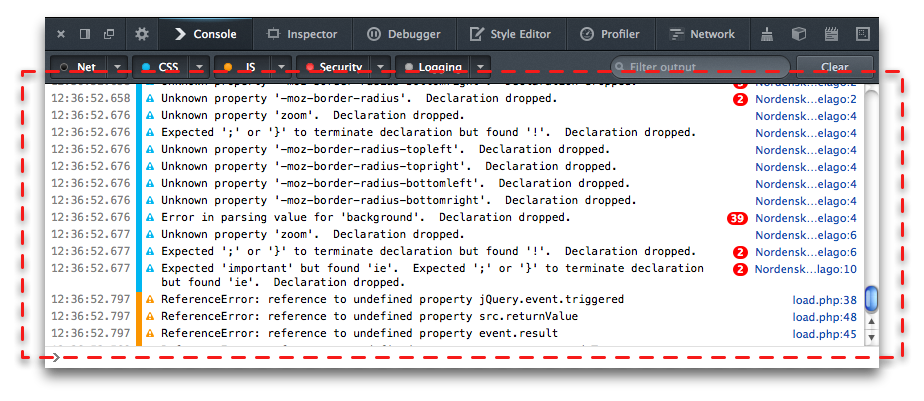 Console Inspector Debugger Style Editor Profiler Network
Net CSS JS Security Logging Filter output Clear
12:36:52.658 Unknown property '-moz-border-radius'. Declaration dropped. 2 Nordensk…elago:2
12:36:52.676 Unknown property 'zoom'. Declaration dropped. Nordensk…elago:4
12:36:52.676 Expected ';' or '}' to terminate declaration but found '!'. Declaration dropped. Nordensk…elago:4
12:36:52.676 Unknown property '-moz-border-radius-topleft'. Declaration dropped. Nordensk…elago:4
12:36:52.676 Unknown property '-moz-border-radius-topright'. Declaration dropped. Nordensk…elago:4
12:36:52.676 Unknown property '-moz-border-radius-bottomleft'. Declaration dropped. Nordensk…elago:4
12:36:52.676 Unknown property '-moz-border-radius-bottomright'. Declaration dropped. Nordensk…elago:4
12:36:52.676 Error in parsing value for 'background'. Declaration dropped. 39 Nordensk…elago:4
12:36:52.677 Unknown property 'zoom'. Declaration dropped. Nordensk…elago:6
12:36:52.677 Expected ';' or '}' to terminate declaration but found '!'. Declaration dropped. 2 Nordensk…elago:6
12:36:52.677 Expected 'important' but found 'ie'. Expected ';' or '}' to terminate declaration 2 Nordensk…lago:10
but found 'ie'. Declaration dropped.
12:36:52.797 ReferenceError: reference to undefined property jQuery.event.triggered load.php:38
12:36:52.797 ReferenceError: reference to undefined property src.returnValue load.php:48
12:36:52.797 ReferenceError: reference to undefined property event.result load.php:45